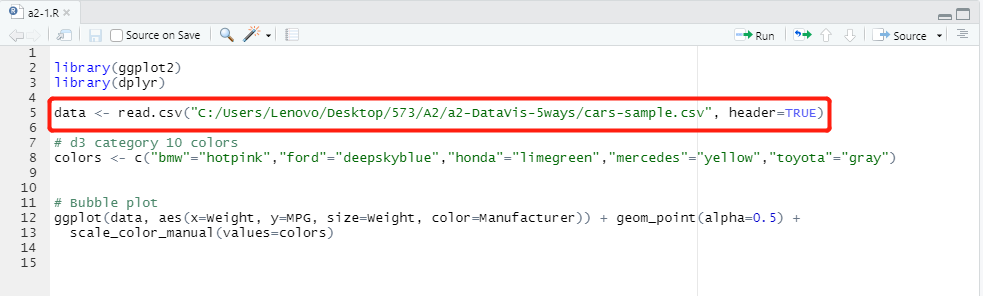 a2-1.R
Source on Save
Run
Source
1
2 library(ggplot2)
3 library(dplyr)
4
5 data <- read.csv("C:/Users/Lenovo/Desktop/573/A2/a2-DataVis-5ways/cars-sample.csv", header=TRUE)
6
7 # d3 category 10 colors
8 colors <- c("bmw"="hotpink","ford"="deepskyblue","honda"="limegreen","mercedes"="yellow","toyota"="gray")
9
10
11 # Bubble plot
12 ggplot(data, aes(x=Weight, y=MPG, size=Weight, color=Manufacturer)) + geom_point(alpha=0.5) +
13   scale_color_manual(values=colors)
14
15